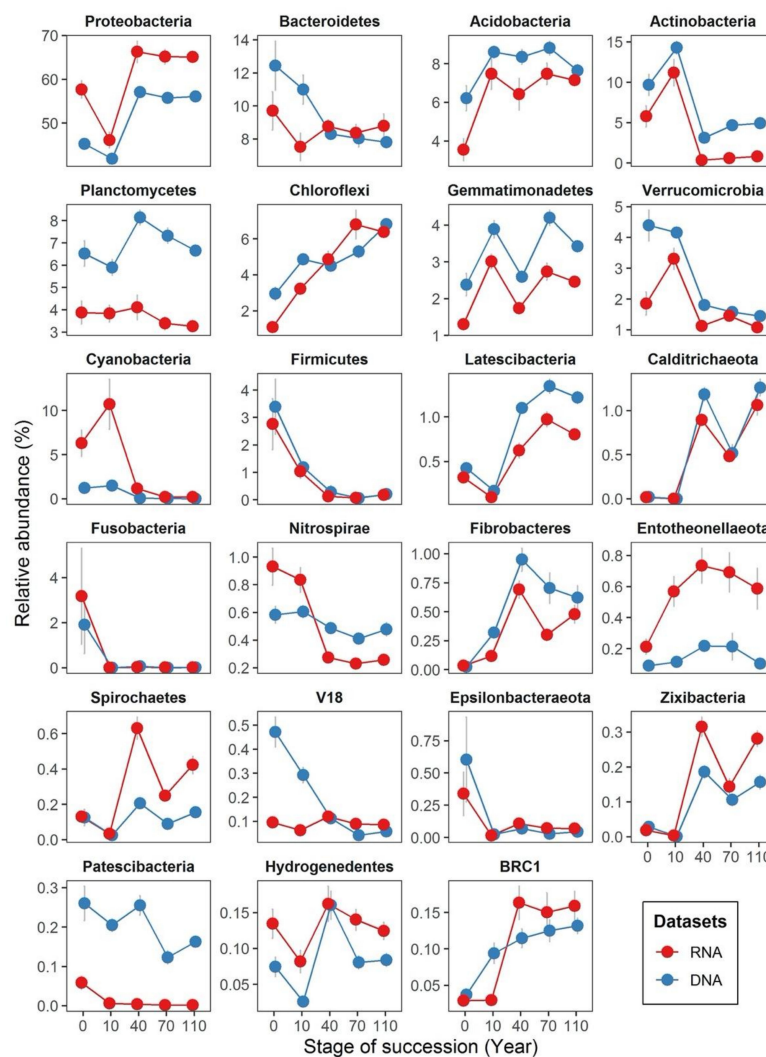 Relative abundance (%)
Proteobacteria Bacteroidetes Acidobacteria Actinobacteria
70 60 50
14 12 10 8
8 6 4
15 10 5 0
Planctomycetes Chloroflexi Gemmatimonadetes Verrucomicrobia
8 7 6 5 4 3
6 4 2
4 3 2 1
5 4 3 2 1
Cyanobacteria Firmicutes Latescibacteria Calditrichaeota
10 5 0
4 3 2 1 0
1.0 0.5
1.0 0.5 0.0
Fusobacteria Nitrospirae Fibrobacteres Entotheonellaeota
4 2 0
1.0 0.8 0.6 0.4 0.2
1.00 0.75 0.50 0.25 0.00
0.8 0.6 0.4 0.2
Spirochaetes V18 Epsilonbacteraeota Zixibacteria
0.6 0.4 0.2 0.0
0.5 0.4 0.3 0.2 0.1
0.75 0.50 0.25 0.00
0.3 0.2 0.1 0.0
0 10 40 70 110
Patescibacteria Hydrogenedentes BRC1
0.3 0.2 0.1 0.0
0.15 0.10 0.05
0.15 0.10 0.05 0.00
0 10 40 70 110 0 10 40 70 110 0 10 40 70 110
Datasets
RNA
DNA
Stage of succession (Year)